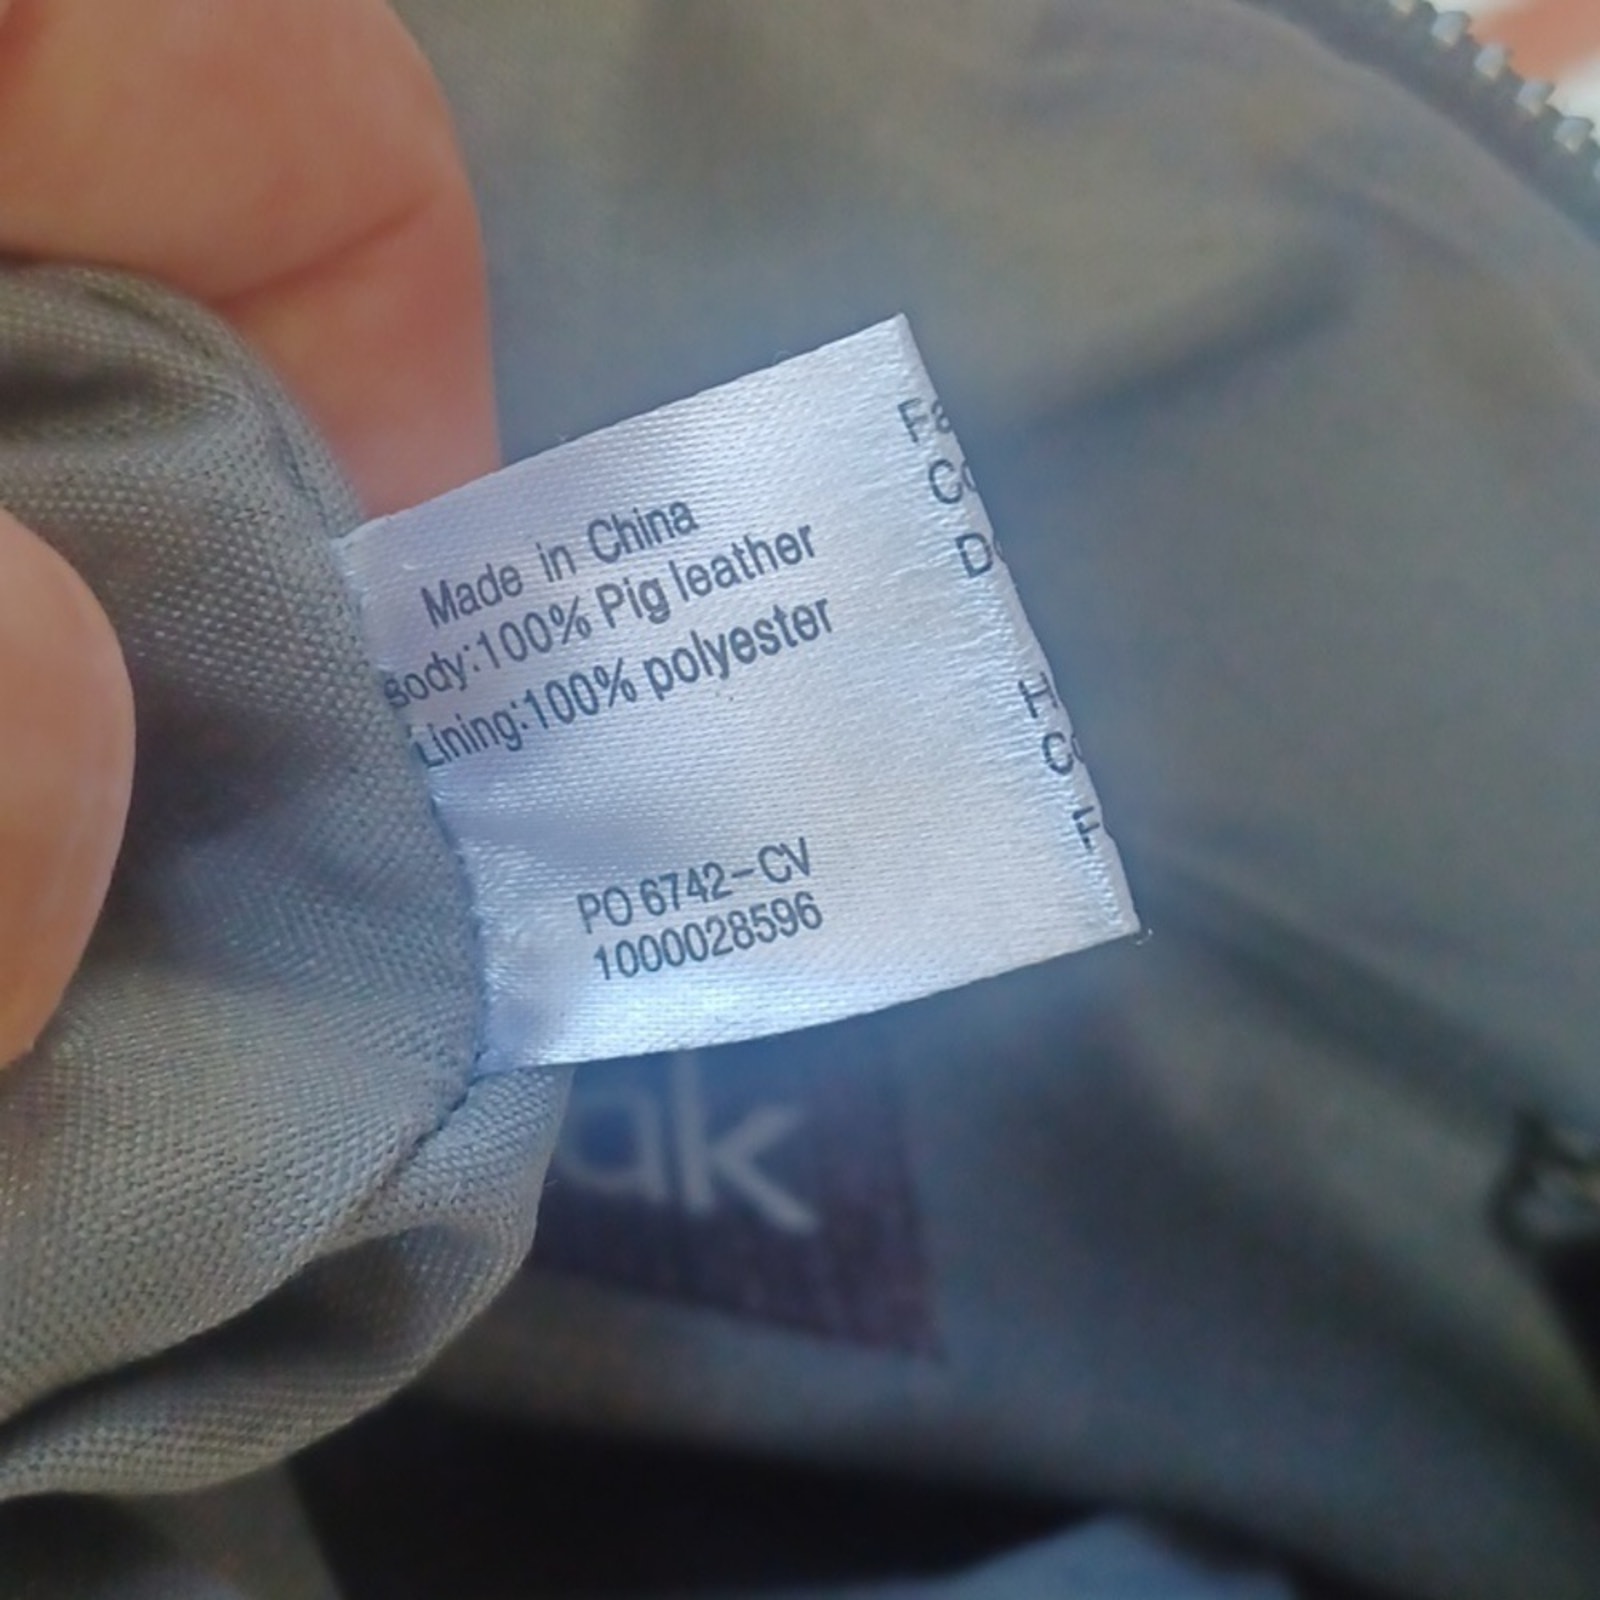 Made in China
Body:100% Pig leather
Lining:100% polyester
PO 6742-CV
1000028596